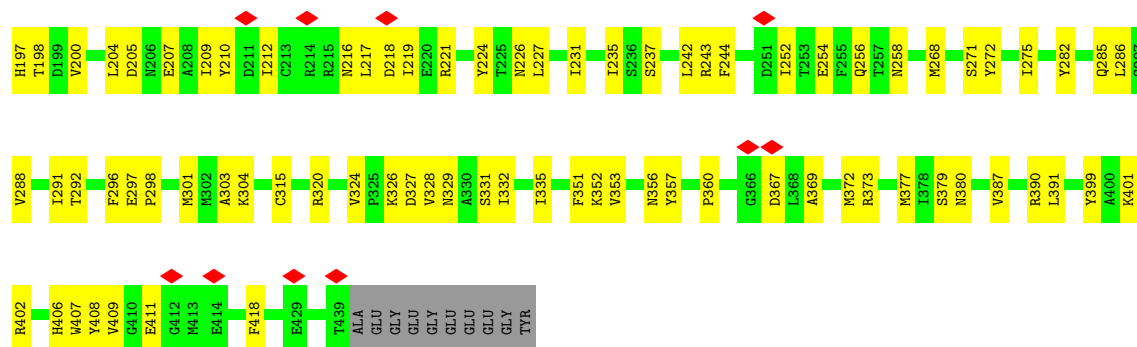 H197 T198 D199 V200 L204 D205 N206 E207 A208 I209 Y210 D211 I212 C213 R214 R215 N216 L217 D218 I219 E220 R221 Y224 T225 N226 L227 I231 I235 S236 S237 L242 R243 F244 D251 I252 T253 E254 F255 Q256 T257 N258 M268 S271 Y272 I275 Y282 Q285 L286
V288 I291 T292 F296 E297 P298 M301 M302 A303 K304 C315 R320 V324 P325 K326 D327 V328 N329 A330 S331 I332 I335 F351 K352 V353 N356 Y357 P360 G366 D367 L368 A369 M372 R373 M377 I378 S379 N380 V387 R390 L391 Y399 A400 K401
R402 H406 W407 Y408 V409 G410 E411 G412 M413 E414 F418 E429 T439 ALA GLU GLY GLU GLY GLU GLU GLU GLY TYR